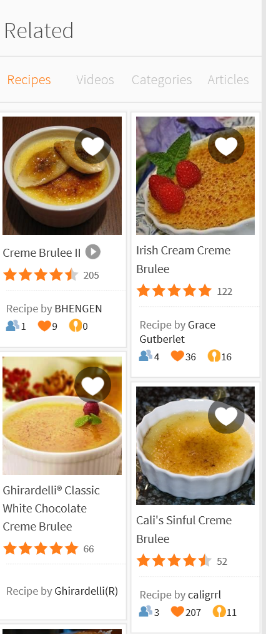 Related
Recipes Videos Categories Articles
Creme Brulee II
205
Recipe by BHENGEN
1 9 0
Irish Cream Creme
Brulee
122
Recipe by Grace
Gutberlet
4 36 16
Ghirardelli® Classic
White Chocolate
Creme Brulee
66
Recipe by Ghirardelli(R)
Cali's Sinful Creme
Brulee
52
Recipe by caligrrl
3 207 11